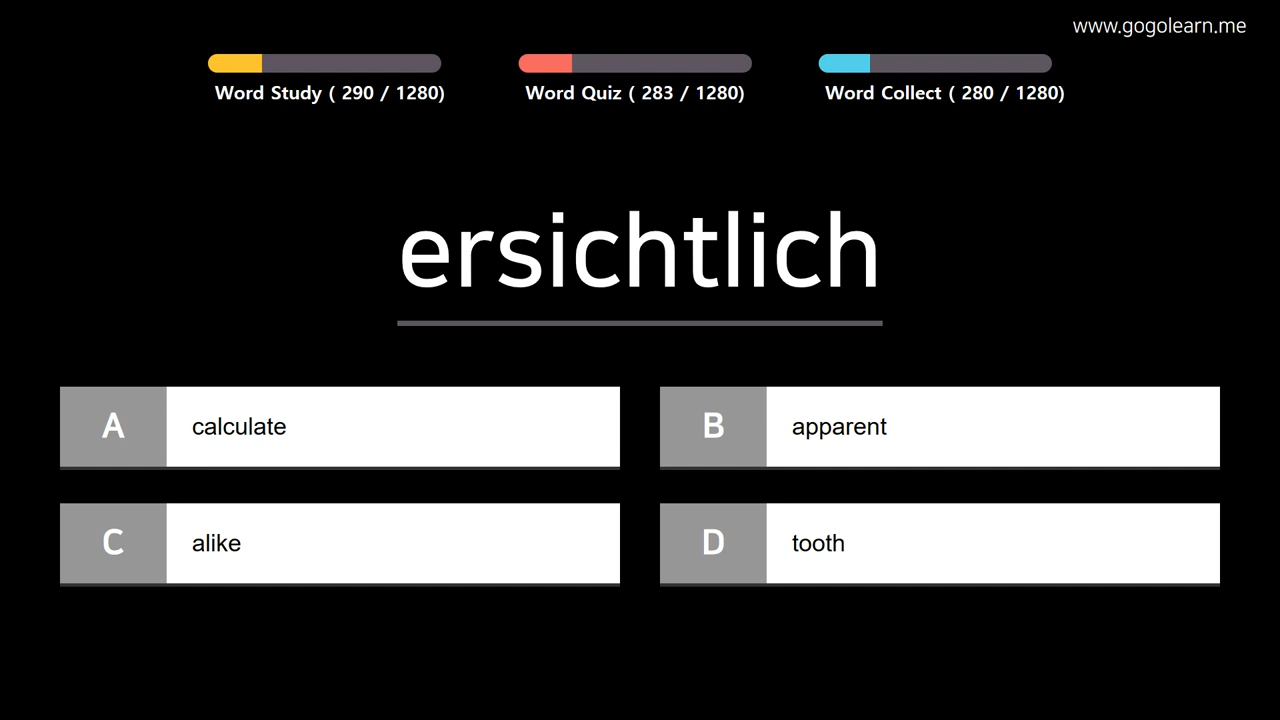 www.gogolearn.me
Word Study ( 290 / 1280)
Word Quiz ( 283 / 1280)
Word Collect ( 280 / 1280)
ersichtlich
A calculate
B apparent
C alike
D tooth